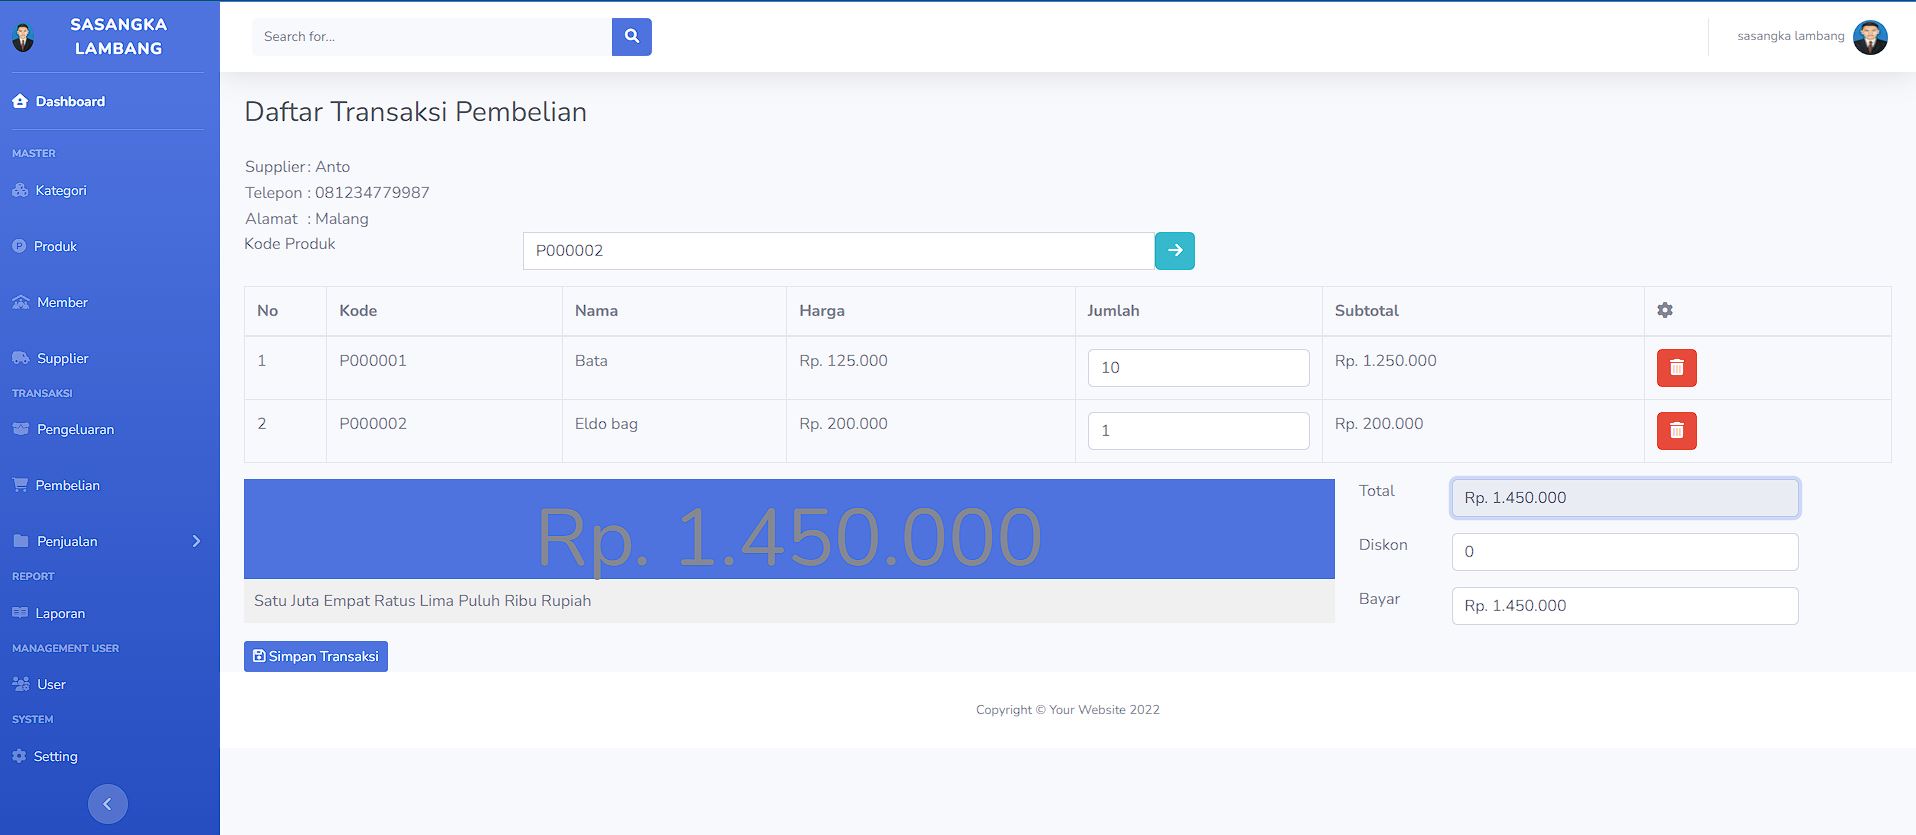 SASANGKA
LAMBANG
Dashboard
MASTER
Kategori
Produk
Member
Supplier
TRANSAKSI
Pengeluaran
Pembelian
Penjualan
REPORT
Laporan
MANAGEMENT USER
User
SYSTEM
Setting
Search for...
sasangka lambang
Daftar Transaksi Pembelian
Supplier : Anto
Telepon : 081234779987
Alamat : Malang
Kode Produk P000002
No Kode Nama Harga Jumlah Subtotal
1 P000001 Bata Rp. 125.000 10 Rp. 1.250.000
2 P000002 Eldo bag Rp. 200.000 1 Rp. 200.000
Rp. 1.450.000
Satu Juta Empat Ratus Lima Puluh Ribu Rupiah
Total Rp. 1.450.000
Diskon 0
Bayar Rp. 1.450.000
Simpan Transaksi
Copyright © Your Website 2022